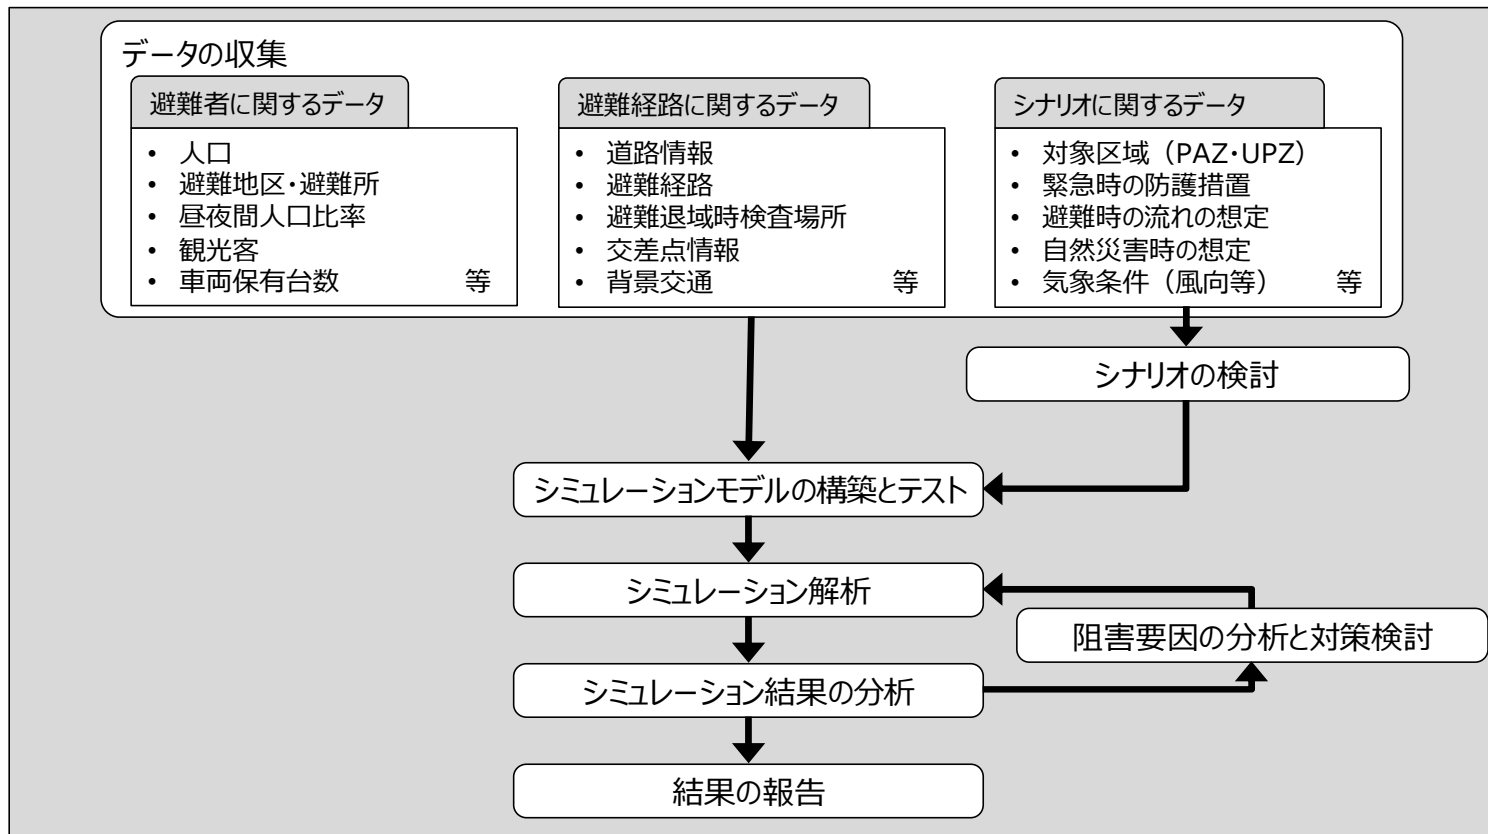 データの収集
避難者に関するデータ
• 人口
• 避難地区・避難所
• 昼夜間人口比率
• 観光客
• 車両保有台数 等
避難経路に関するデータ
• 道路情報
• 避難経路
• 避難退域時検査場所
• 交差点情報
• 背景交通 等
シナリオに関するデータ
• 対象区域（PAZ・UPZ）
• 緊急時の防護措置
• 避難時の流れの想定
• 自然災害時の想定
• 気象条件（風向等） 等
シナリオの検討
シミュレーションモデルの構築とテスト
シミュレーション解析
阻害要因の分析と対策検討
シミュレーション結果の分析
結果の報告